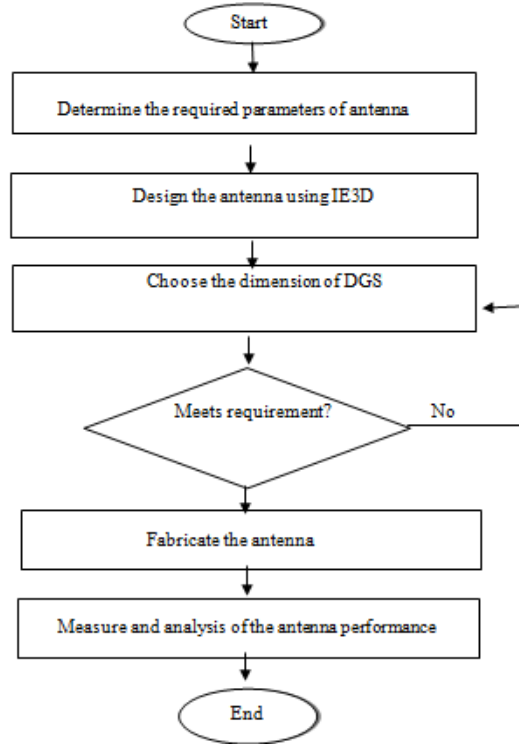 Start
Determine the required parameters of antenna
Design the antenna using IE3D
Choose the dimension of DGS
Meets requirement?
No
Fabricate the antenna
Measure and analysis of the antenna performance
End